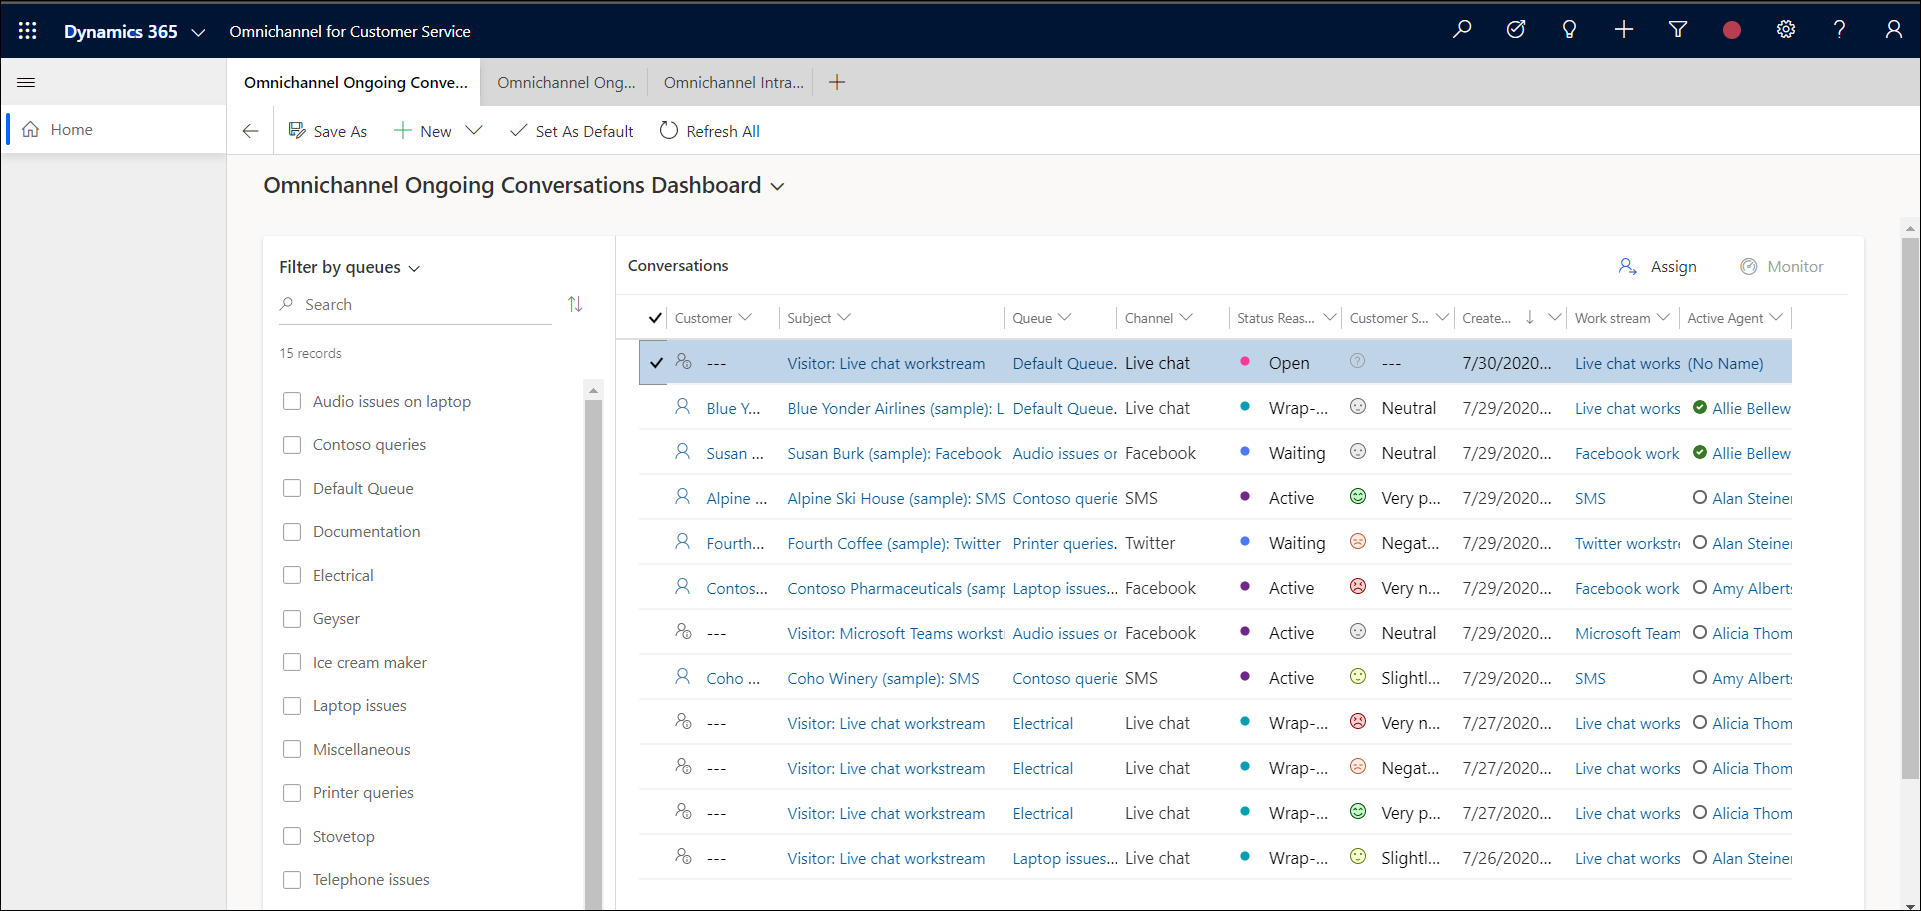 Dynamics 365 Omnichannel for Customer Service
Omnichannel Ongoing Conve... Omnichannel Ong... Omnichannel Intra...
Home
Save As New Set As Default Refresh All
Omnichannel Ongoing Conversations Dashboard
Filter by queues
Search
15 records
Audio issues on laptop
Contoso queries
Default Queue
Documentation
Electrical
Geyser
Ice cream maker
Laptop issues
Miscellaneous
Printer queries
Stovetop
Telephone issues
Conversations Assign Monitor
Customer Subject Queue Channel Status Reas... Customer S... Create... Work stream Active Agent
--- Visitor: Live chat workstream Default Queue. Live chat Open --- 7/30/2020... Live chat works (No Name)
Blue Y... Blue Yonder Airlines (sample): L Default Queue. Live chat Wrap-... Neutral 7/29/2020... Live chat works Allie Bellew
Susan ... Susan Burk (sample): Facebook Audio issues or Facebook Waiting Neutral 7/29/2020... Facebook work Allie Bellew
Alpine ... Alpine Ski House (sample): SMS Contoso querie SMS Active Very p... 7/29/2020... SMS Alan Steiner
Fourth... Fourth Coffee (sample): Twitter Printer queries. Twitter Waiting Negat... 7/29/2020... Twitter workstre Alan Steiner
Contos... Contoso Pharmaceuticals (samp Laptop issues... Facebook Active Very n... 7/29/2020... Facebook work Amy Alberts
--- Visitor: Microsoft Teams workst Audio issues or Facebook Active Neutral 7/29/2020... Microsoft Team Alicia Thom
Coho ... Coho Winery (sample): SMS Contoso querie SMS Active Slightl... 7/29/2020... SMS Amy Alberts
--- Visitor: Live chat workstream Electrical Live chat Wrap-... Very n... 7/27/2020... Live chat works Alicia Thom
--- Visitor: Live chat workstream Electrical Live chat Wrap-... Negat... 7/27/2020... Live chat works Alicia Thom
--- Visitor: Live chat workstream Electrical Live chat Wrap-... Very p... 7/27/2020... Live chat works Alicia Thom
--- Visitor: Live chat workstream Laptop issues... Live chat Wrap-... Slightl... 7/26/2020... Live chat works Alan Steiner